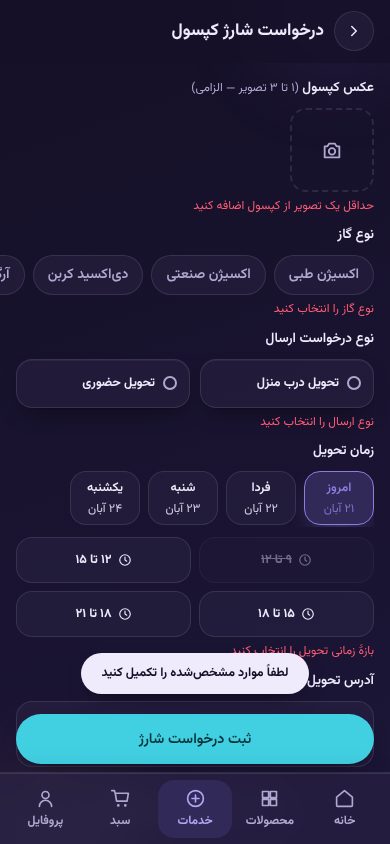 درخواست شارژ کپسول
عکس کپسول (۱ تا ۳ تصویر – الزامی)
حداقل یک تصویر از کپسول اضافه کنید
نوع گاز
اکسیژن طبی
اکسیژن صنعتی
دی‌اکسید کربن
نوع گاز را انتخاب کنید
نوع درخواست ارسال
تحویل درب منزل
تحویل حضوری
نوع ارسال را انتخاب کنید
زمان تحویل
امروز
۲۱ آبان
فردا
۲۲ آبان
شنبه
۲۳ آبان
یکشنبه
۲۴ آبان
۹ تا ۱۲
۱۲ تا ۱۵
۱۵ تا ۱۸
۱۸ تا ۲۱
بازهٔ زمانی تحویل را انتخاب کنید
لطفاً موارد مشخص‌شده را تکمیل کنید
آدرس تحویل
ثبت درخواست شارژ
خانه
محصولات
خدمات
سبد
پروفایل